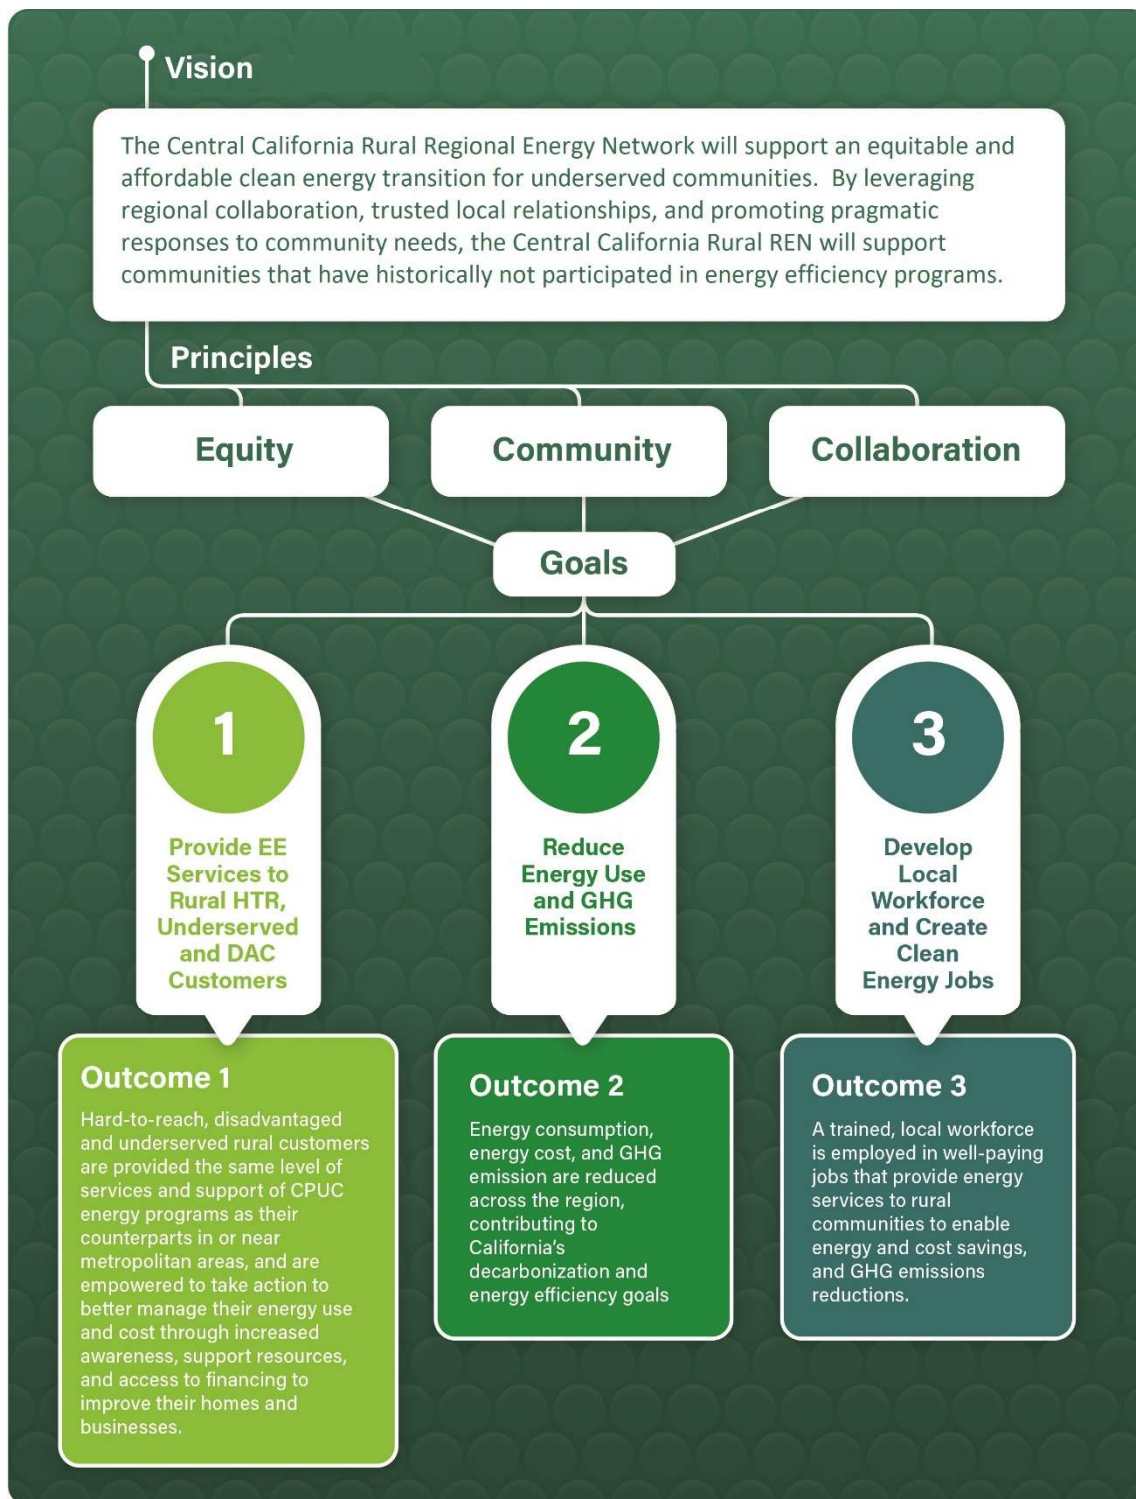 Vision
The Central California Rural Regional Energy Network will support an equitable and
affordable clean energy transition for underserved communities.  By leveraging
regional collaboration, trusted local relationships, and promoting pragmatic
responses to community needs, the Central California Rural REN will support
communities that have historically not participated in energy efficiency programs.
Principles
Equity
Community
Collaboration
Goals
1
Provide EE
Services to
Rural HTR,
Underserved
and DAC
Customers
2
Reduce
Energy Use
and GHG
Emissions
3
Develop
Local
Workforce
and Create
Clean
Energy Jobs
Outcome 1
Hard-to-reach, disadvantaged
and underserved rural customers
are provided the same level of
services and support of CPUC
energy programs as their
counterparts in or near
metropolitan areas, and are
empowered to take action to
better manage their energy use
and cost through increased
awareness, support resources,
and access to financing to
improve their homes and
businesses.
Outcome 2
Energy consumption,
energy cost, and GHG
emission are reduced
across the region,
contributing to
California's
decarbonization and
energy efficiency goals
Outcome 3
A trained, local workforce
is employed in well-paying
jobs that provide energy
services to rural
communities to enable
energy and cost savings,
and GHG emissions
reductions.